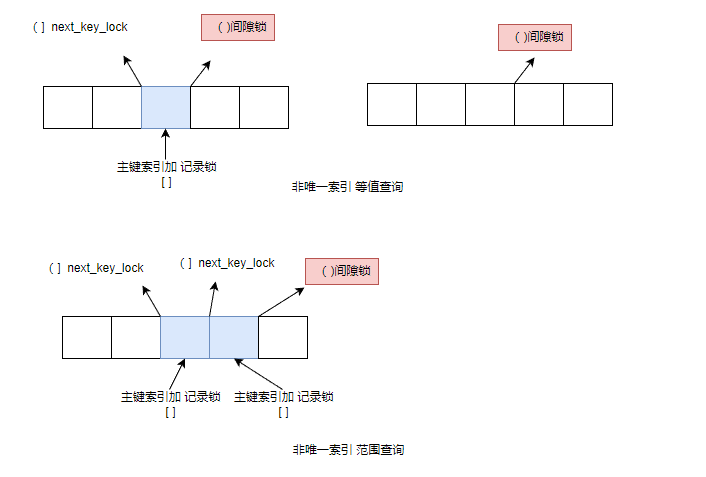 ( ] next_key_lock
( )间隙锁
( )间隙锁
主键索引加 记录锁
[ ]
非唯一索引 等值查询
( ] next_key_lock
( ] next_key_lock
( )间隙锁
主键索引加 记录锁
[ ]
主键索引加 记录锁
[ ]
非唯一索引 范围查询